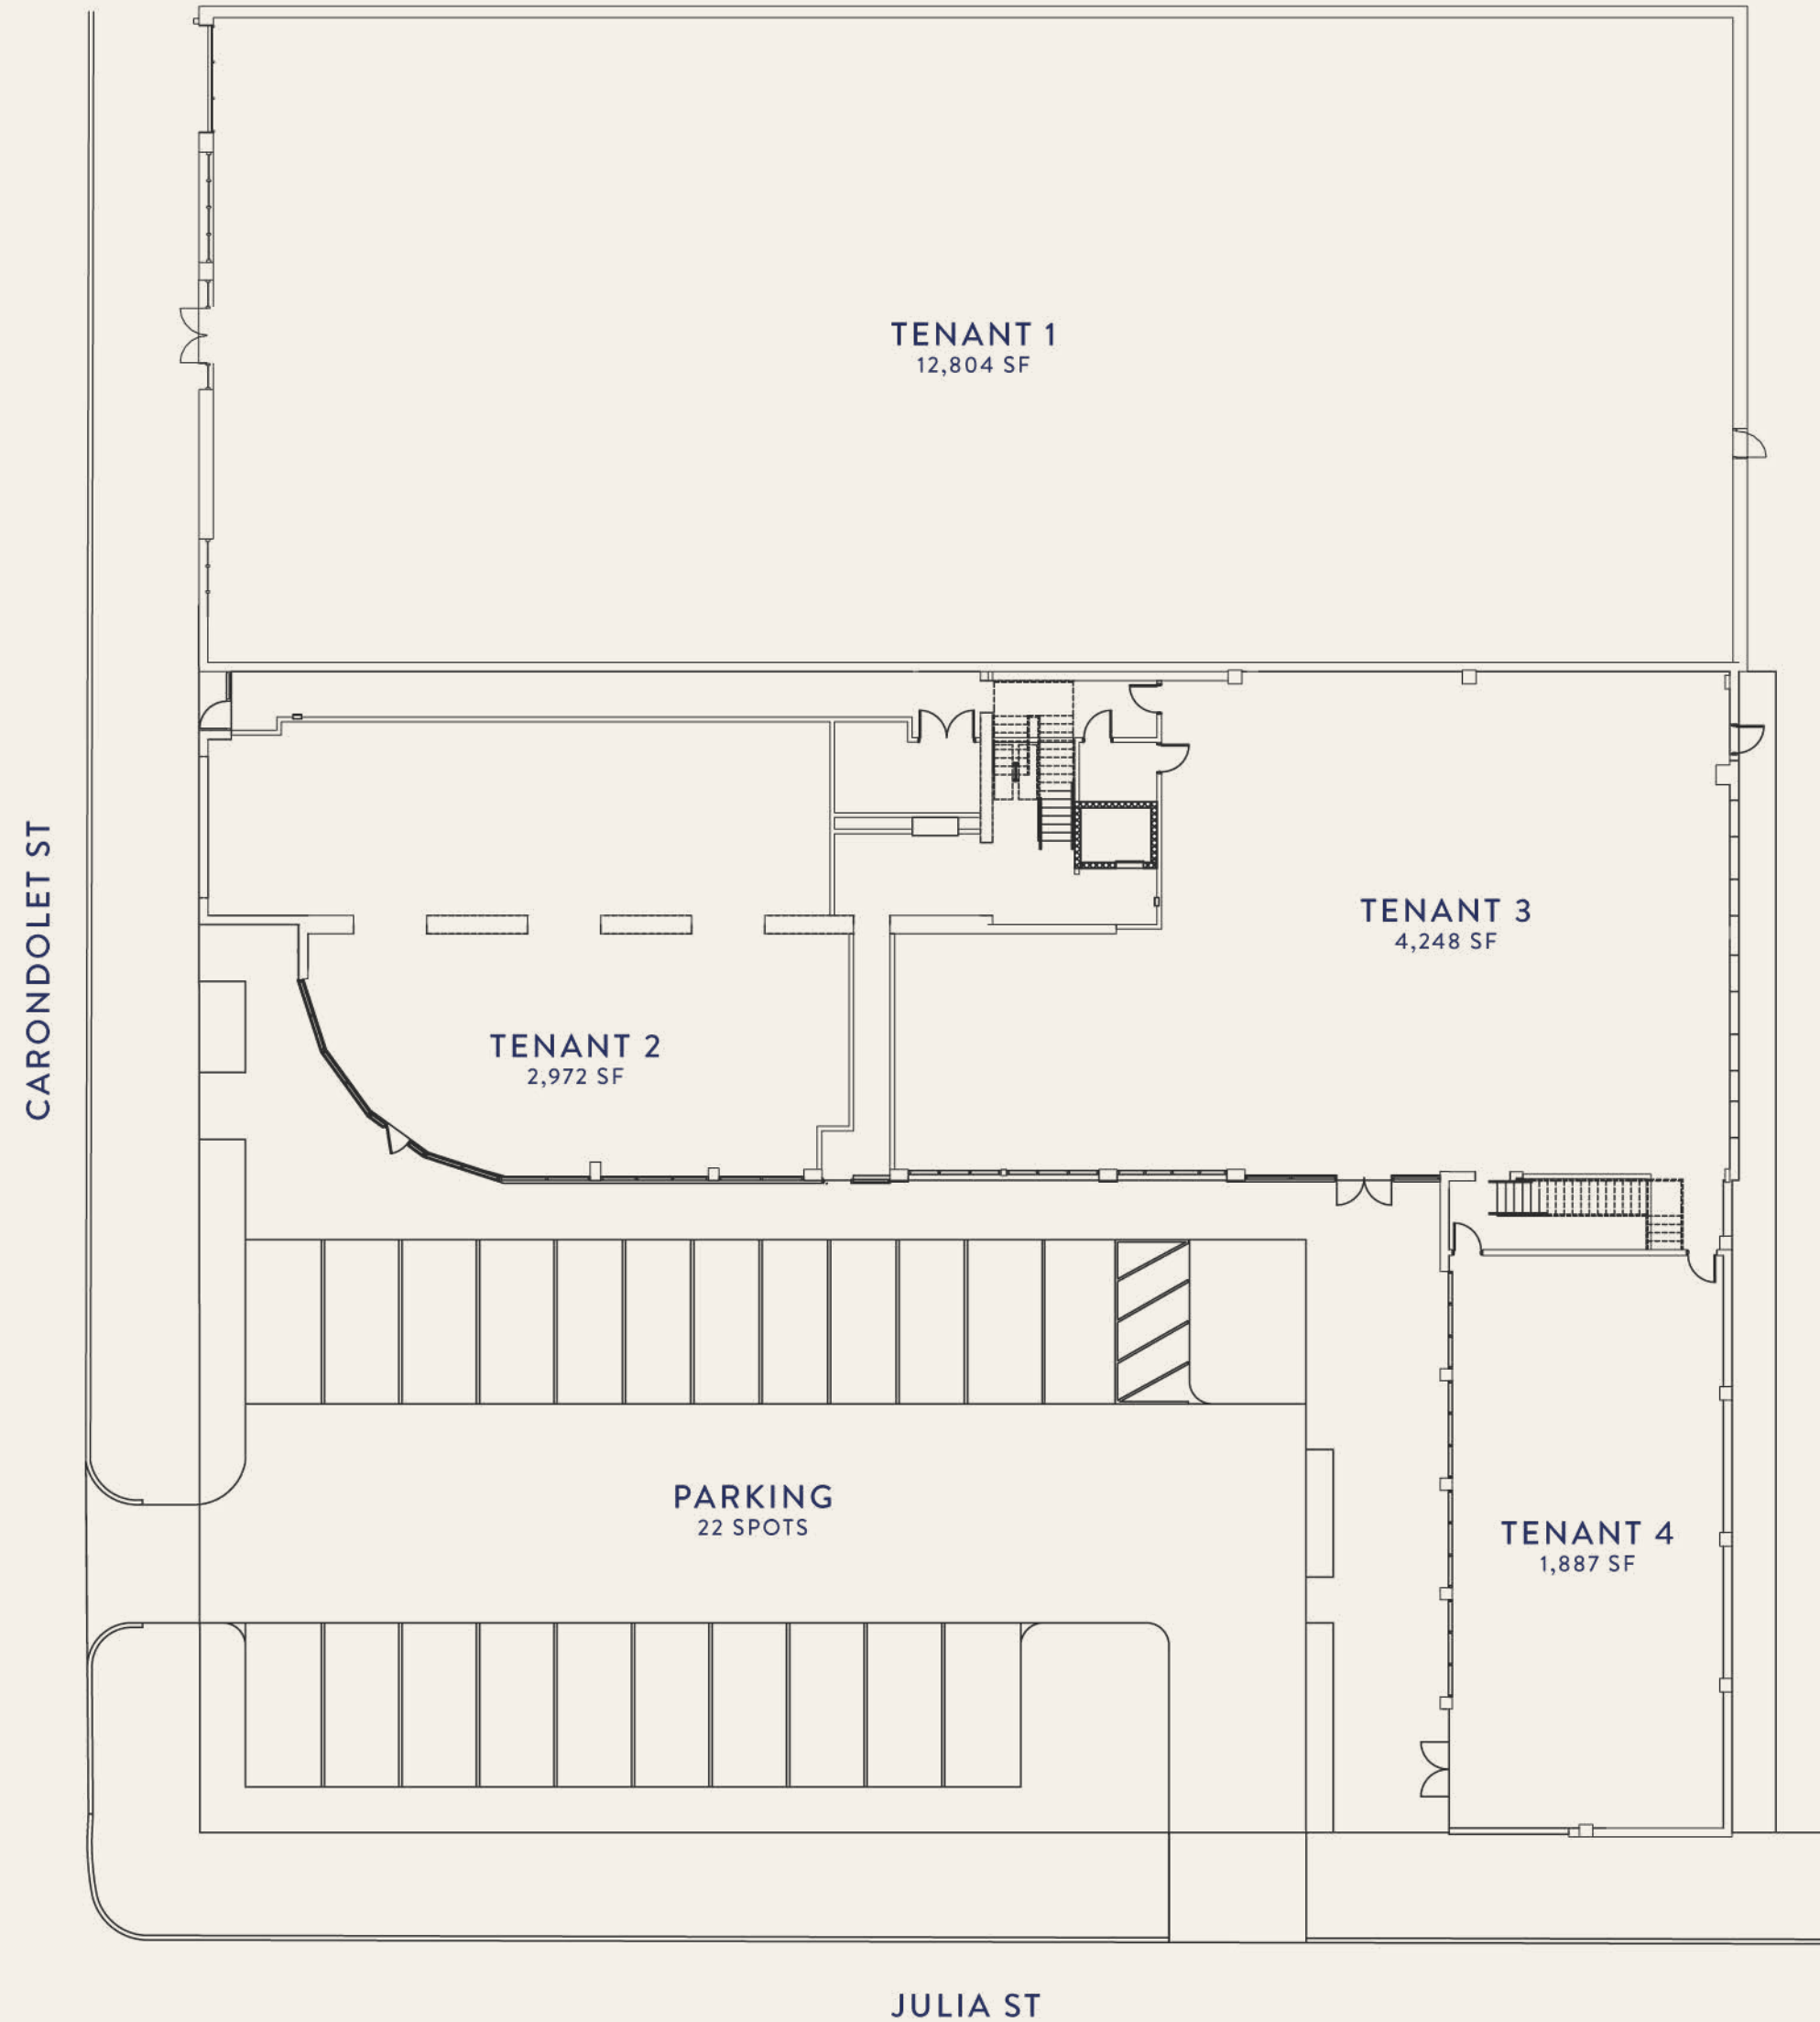 TENANT 1
12,804 SF
CARONDOLET ST
TENANT 3
4,248 SF
TENANT 2
2,972 SF
PARKING
22 SPOTS
TENANT 4
1,887 SF
JULIA ST